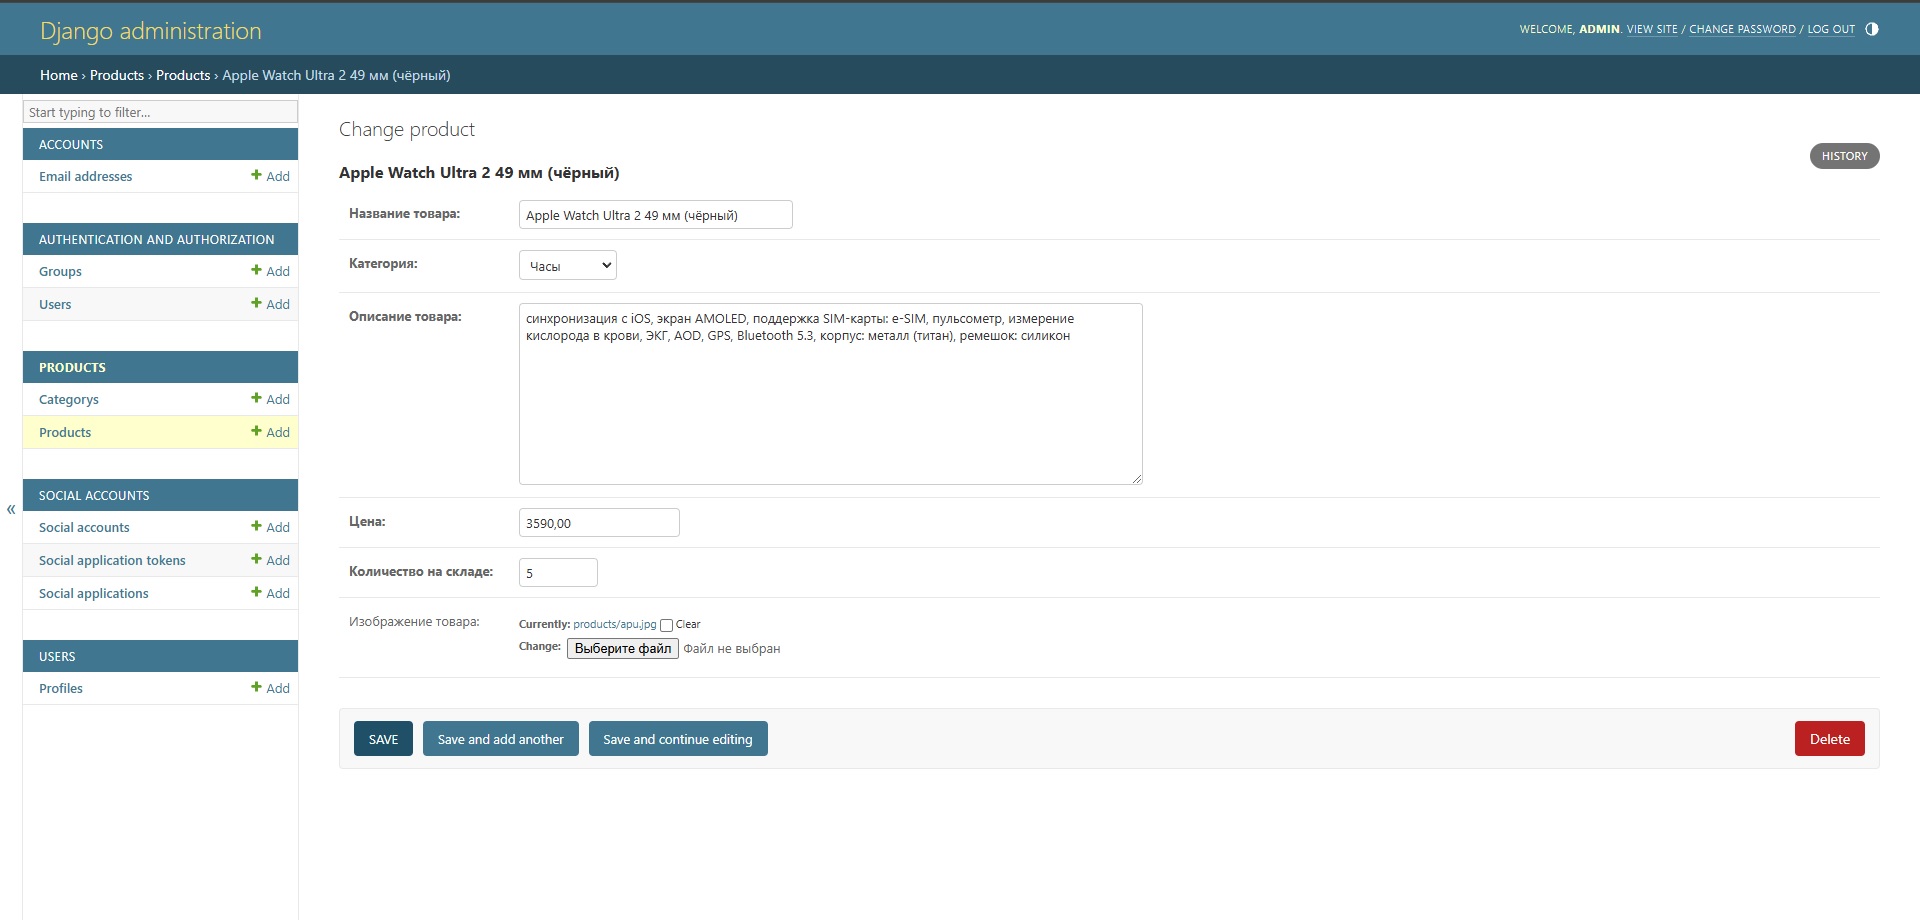 Django administration
WELCOME, ADMIN. VIEW SITE / CHANGE PASSWORD / LOG OUT
Home › Products › Products › Apple Watch Ultra 2 49 мм (чёрный)
Start typing to filter...
ACCOUNTS
Email addresses Add
AUTHENTICATION AND AUTHORIZATION
Groups Add
Users Add
PRODUCTS
Categorys Add
Products Add
SOCIAL ACCOUNTS
Social accounts Add
Social application tokens Add
Social applications Add
USERS
Profiles Add
«
Change product
HISTORY
Apple Watch Ultra 2 49 мм (чёрный)
Название товара: Apple Watch Ultra 2 49 мм (чёрный)
Категория: Часы
Описание товара: синхронизация с iOS, экран AMOLED, поддержка SIM-карты: e-SIM, пульсометр, измерение
кислорода в крови, ЭКГ, AOD, GPS, Bluetooth 5.3, корпус: металл (титан), ремешок: силикон
Цена: 3590,00
Количество на складе: 5
Изображение товара: Currently: products/apu.jpg Clear
Change: Выберите файл Файл не выбран
SAVE Save and add another Save and continue editing Delete